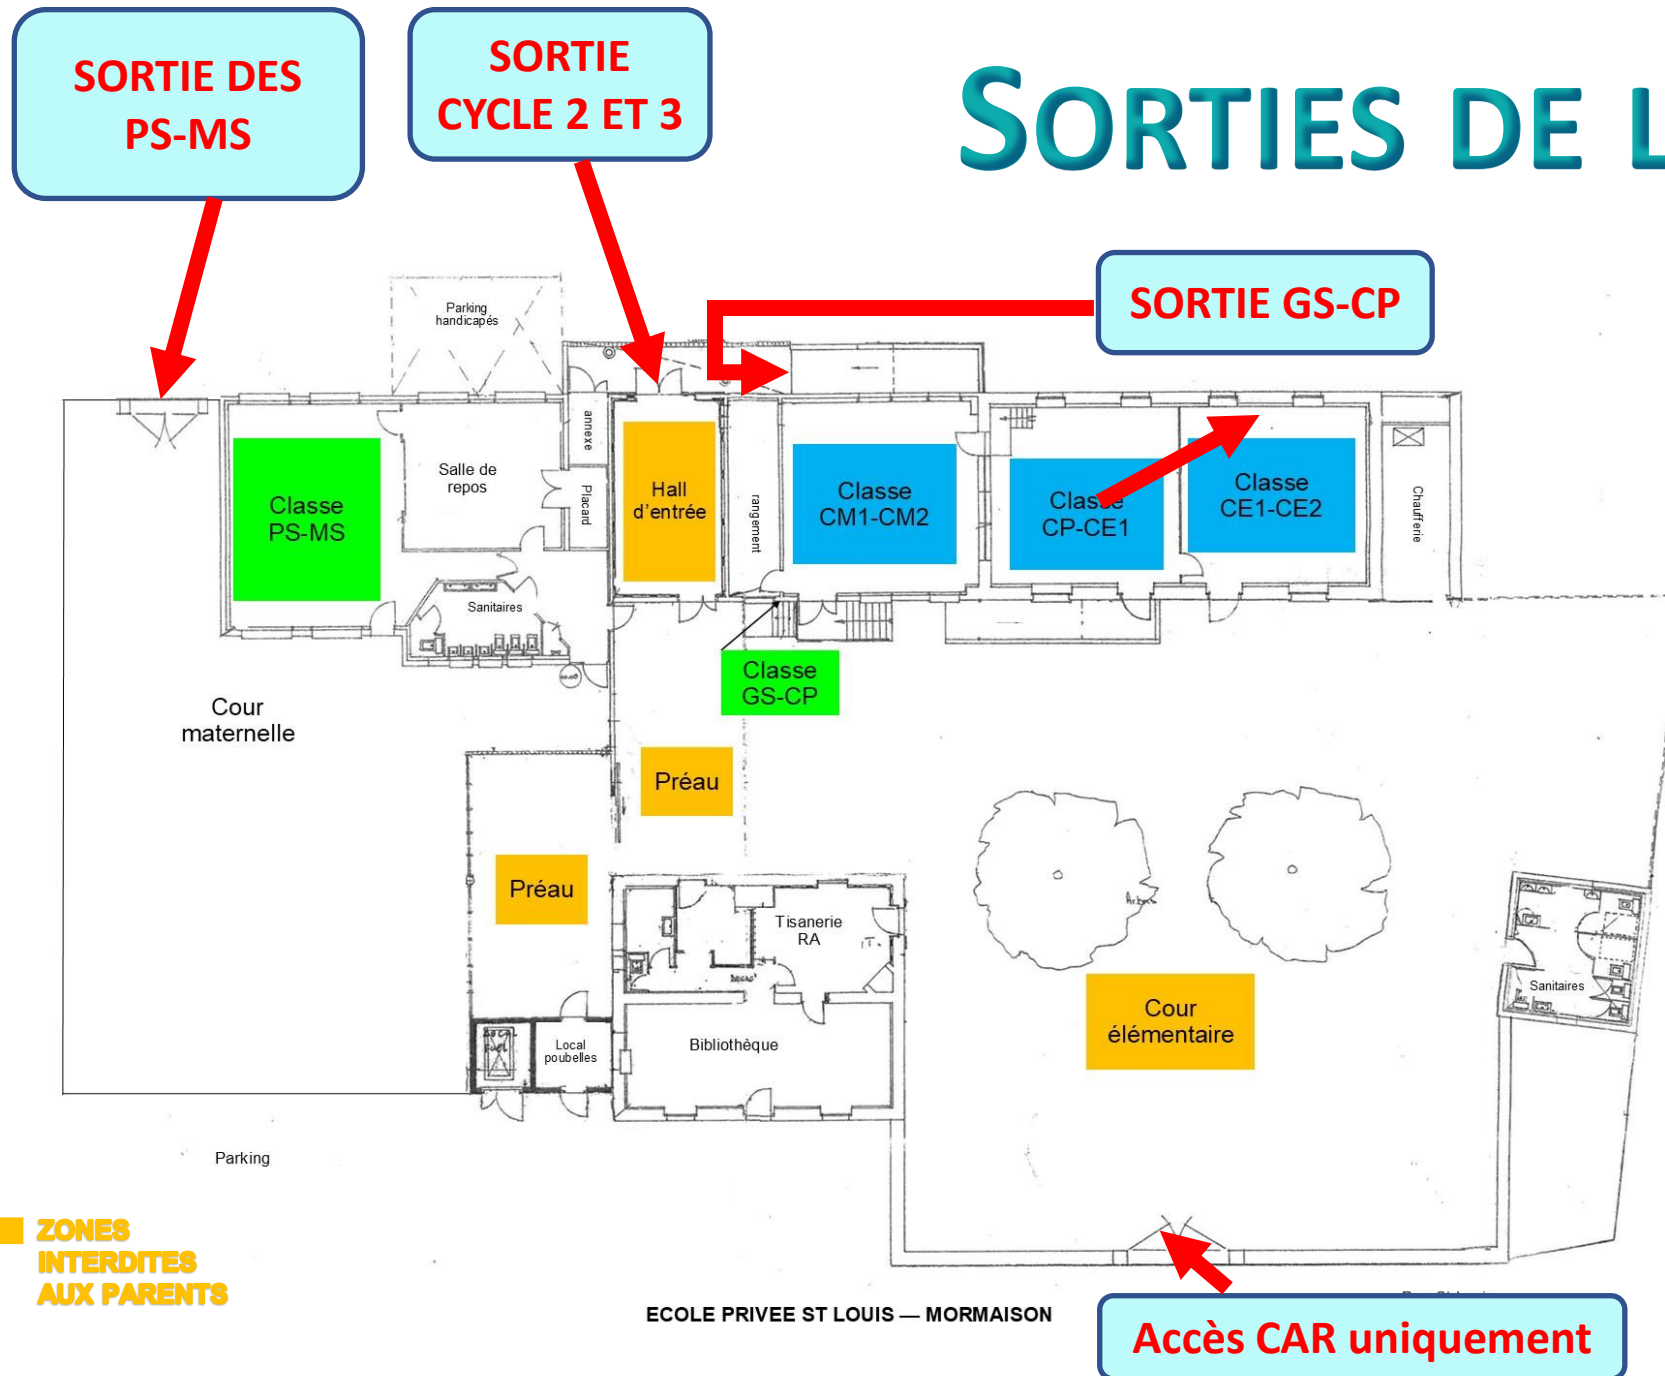 SORTIE DES
PS-MS
SORTIE
CYCLE 2 ET 3
SORTIES DE L
SORTIE GS-CP
Parking
handicapés
annexe
Placard
Salle de
repos
Classe
PS-MS
Hall
d'entrée
rangement
Classe
CM1-CM2
Classe
CP-CE1
Classe
CE1-CE2
Chaufferie
Sanitaires
Classe
GS-CP
Cour
maternelle
Préau
Préau
Tisanerie
RA
Bibliothèque
Local
poubelles
Cour
élémentaire
Sanitaires
Parking
ZONES
INTERDITES
AUX PARENTS
ECOLE PRIVEE ST LOUIS — MORMAISON
Accès CAR uniquement